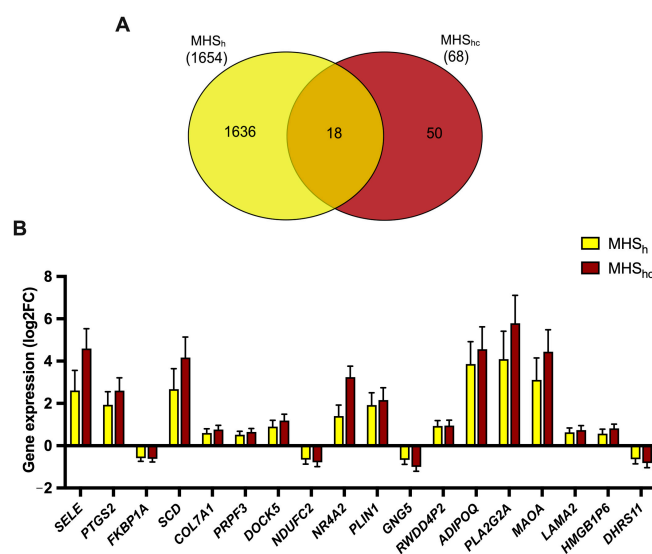 A
MHSh
(1654)
MHShc
(68)
1636
18
50
B
MHSh
MHShc
Gene expression (log2FC)
8
6
4
2
0
−2
SELE
PTGS2
FKBP1A
SCD
COL7A1
PRPF3
DOCK5
NDUFC2
NR4A2
PLIN1
GNG5
RWDD4P2
ADIPOQ
PLA2G2A
MAOA
LAMA2
HMGB1P6
DHRS11